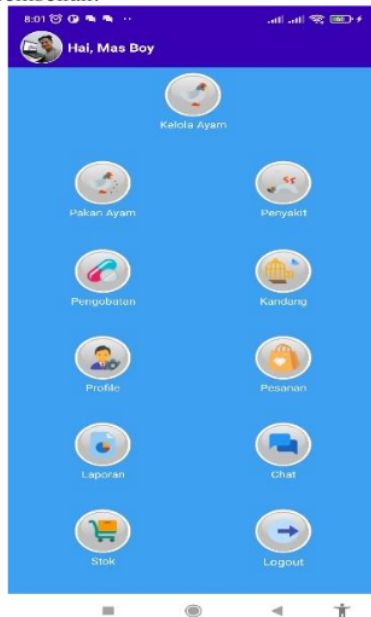 8:01
Hai, Mas Boy
Kelola Ayam
Pakan Ayam
Penyakit
Pengobatan
Kandang
Profile
Pesanan
Laporan
Chat
Stok
Logout